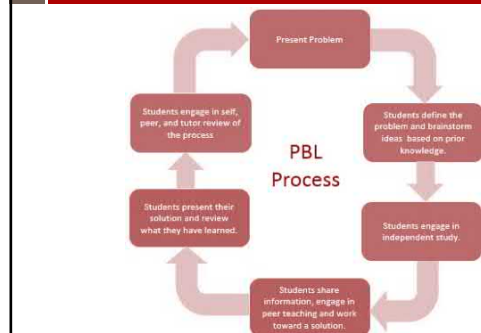 Present Problem
Students define the
problem and brainstorm
ideas based on prior
knowledge.
Students engage in
independent study.
Students share
information, engage in
peer teaching and work
toward a solution.
Students present their
solution and review
what they have learned.
Students engage in self,
peer, and tutor review of
the process
PBL
Process